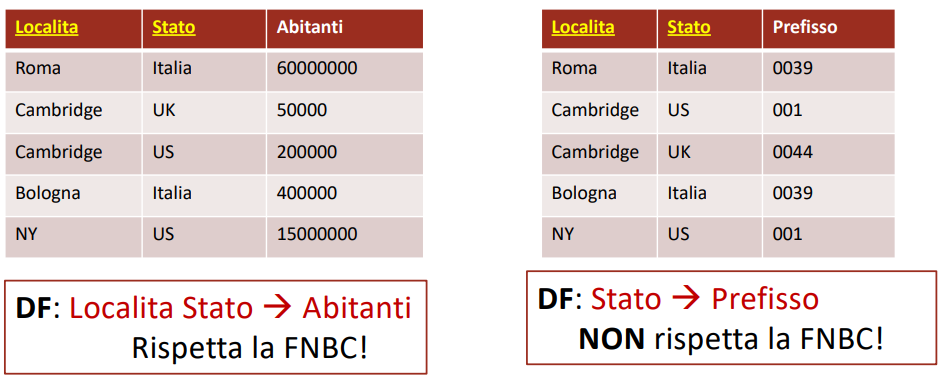 Localita Stato Abitanti
Roma Italia 60000000
Cambridge UK 50000
Cambridge US 200000
Bologna Italia 400000
NY US 15000000
DF: Localita Stato → Abitanti
Rispetta la FNBC!
Localita Stato Prefisso
Roma Italia 0039
Cambridge US 001
Cambridge UK 0044
Bologna Italia 0039
NY US 001
DF: Stato → Prefisso
NON rispetta la FNBC!